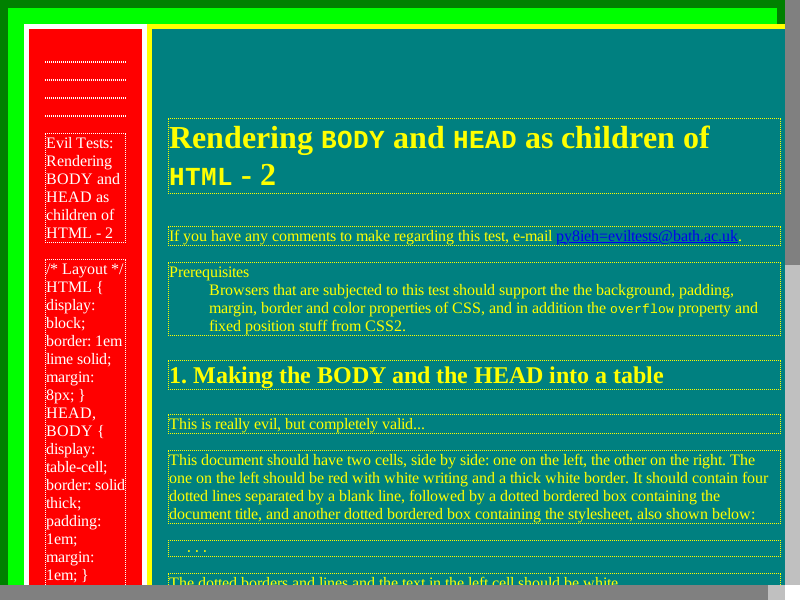 Evil Tests:
Rendering
BODY and
HEAD as
children of
HTML - 2
/* Layout */
HTML {
display:
block;
border: 1em
lime solid;
margin:
8px; }
HEAD,
BODY {
display:
table-cell;
border: solid
thick;
padding:
1em;
margin:
1em; }
Rendering BODY and HEAD as children of
HTML - 2
If you have any comments to make regarding this test, e-mail py8ieh=eviltests@bath.ac.uk.
Prerequisites
Browsers that are subjected to this test should support the the background, padding,
margin, border and color properties of CSS, and in addition the overflow property and
fixed position stuff from CSS2.
1. Making the BODY and the HEAD into a table
This is really evil, but completely valid...
This document should have two cells, side by side: one on the left, the other on the right. The
one on the left should be red with white writing and a thick white border. It should contain four
dotted lines separated by a blank line, followed by a dotted bordered box containing the
document title, and another dotted bordered box containing the stylesheet, also shown below:
. . .
The dotted borders and lines and the text in the left cell should be white.